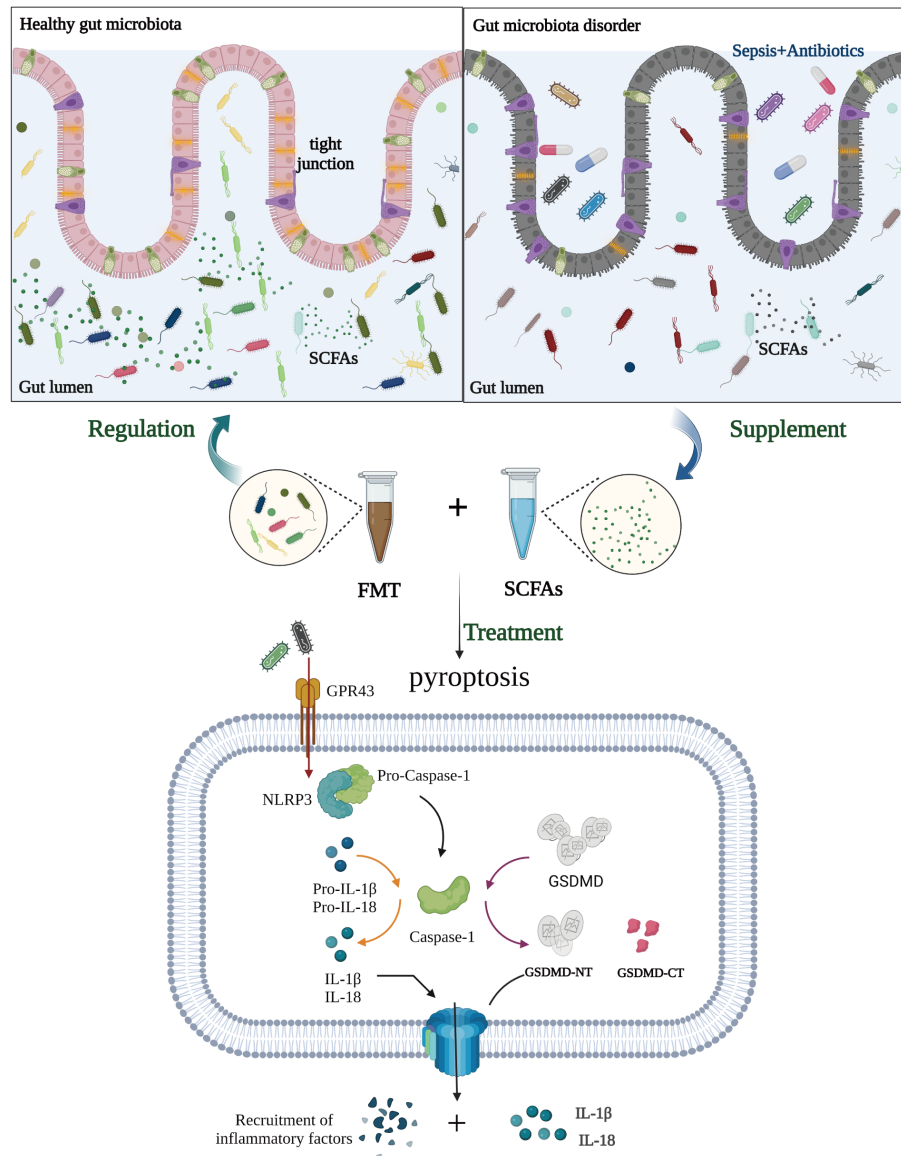 Healthy gut microbiota
tight
junction
SCFAs
Gut lumen
Gut microbiota disorder
Sepsis+Antibiotics
SCFAs
Gut lumen
Regulation
Supplement
+
FMT
SCFAs
Treatment
pyroptosis
GPR43
NLRP3
Pro-Caspase-1
Pro-IL-1β
Pro-IL-18
GSDMD
Caspase-1
IL-1β
IL-18
GSDMD-NT
GSDMD-CT
Recruitment of
inflammatory factors
+
IL-1β
IL-18